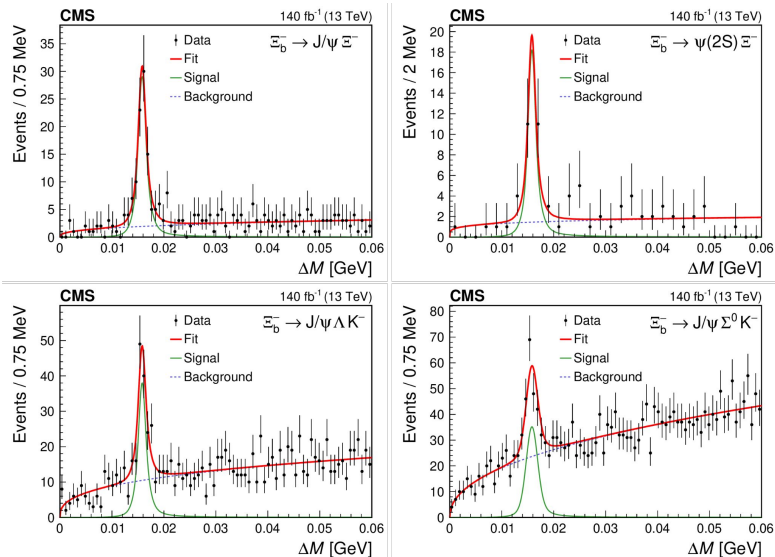 CMS 140 fb⁻¹ (13 TeV)
Events / 0.75 MeV
35
30
25
20
15
10
5
0
Data
Fit
Signal
Background
Ξb⁻ → J/ψ Ξ⁻
0 0.01 0.02 0.03 0.04 0.05 0.06
ΔM [GeV]
CMS 140 fb⁻¹ (13 TeV)
Events / 2 MeV
20
18
16
14
12
10
8
6
4
2
0
Data
Fit
Signal
Background
Ξb⁻ → ψ(2S) Ξ⁻
0 0.01 0.02 0.03 0.04 0.05 0.06
ΔM [GeV]
CMS 140 fb⁻¹ (13 TeV)
Events / 0.75 MeV
50
40
30
20
10
0
Data
Fit
Signal
Background
Ξb⁻ → J/ψ Λ K⁻
0 0.01 0.02 0.03 0.04 0.05 0.06
ΔM [GeV]
CMS 140 fb⁻¹ (13 TeV)
Events / 0.75 MeV
80
70
60
50
40
30
20
10
0
Data
Fit
Signal
Background
Ξb⁻ → J/ψ Σ⁰ K⁻
0 0.01 0.02 0.03 0.04 0.05 0.06
ΔM [GeV]